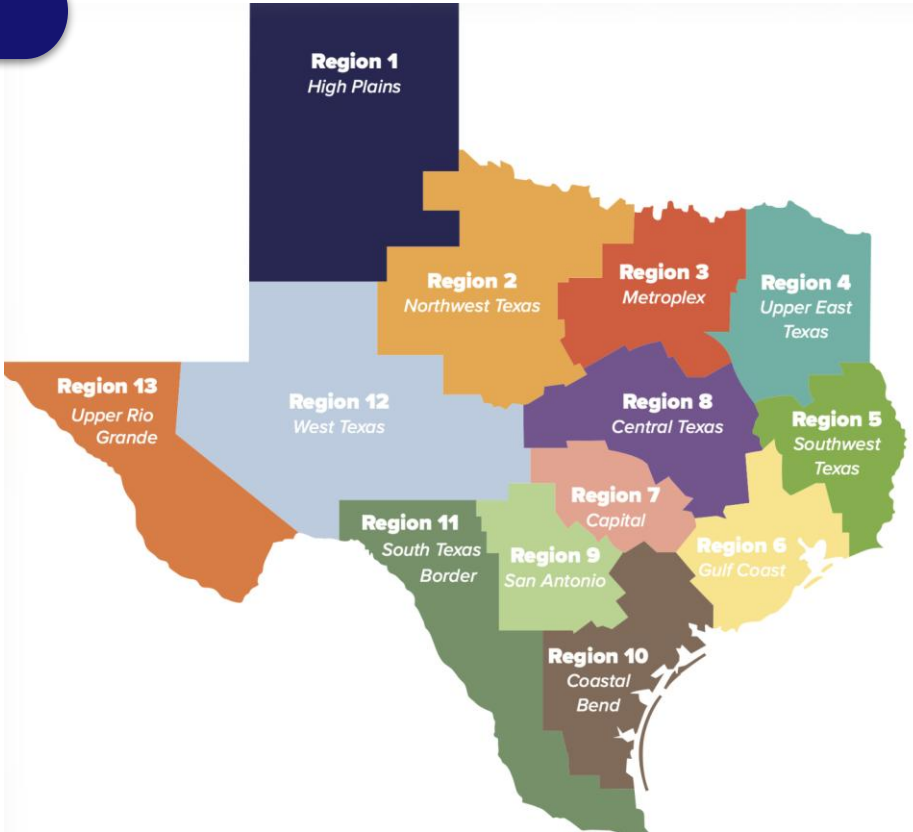 Region 1
High Plains
Region 2
Northwest Texas
Region 3
Metroplex
Region 4
Upper East
Texas
Region 13
Upper Rio
Grande
Region 12
West Texas
Region 8
Central Texas
Region 5
Southwest
Texas
Region 7
Capital
Region 11
South Texas
Border
Region 9
San Antonio
Region 6
Gulf Coast
Region 10
Coastal
Bend